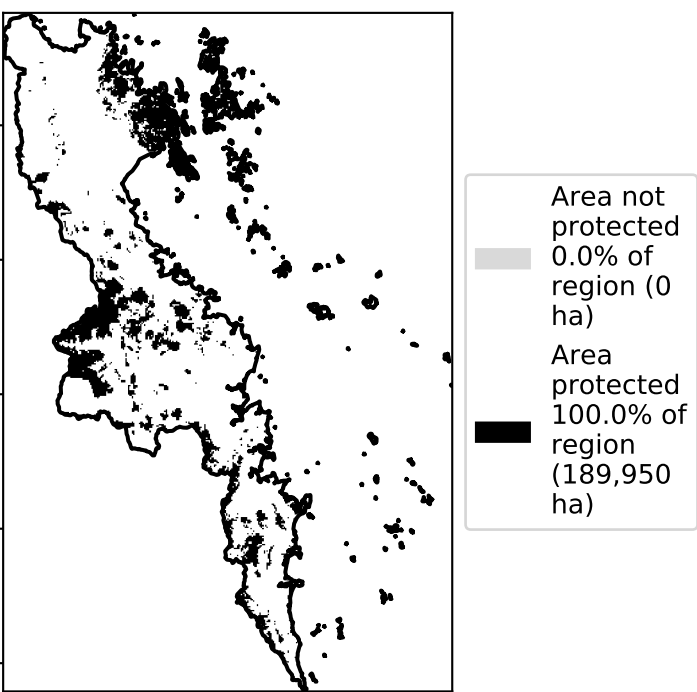 Area not
protected
0.0% of
region (0
ha)
Area
protected
100.0% of
region
(189,950
ha)